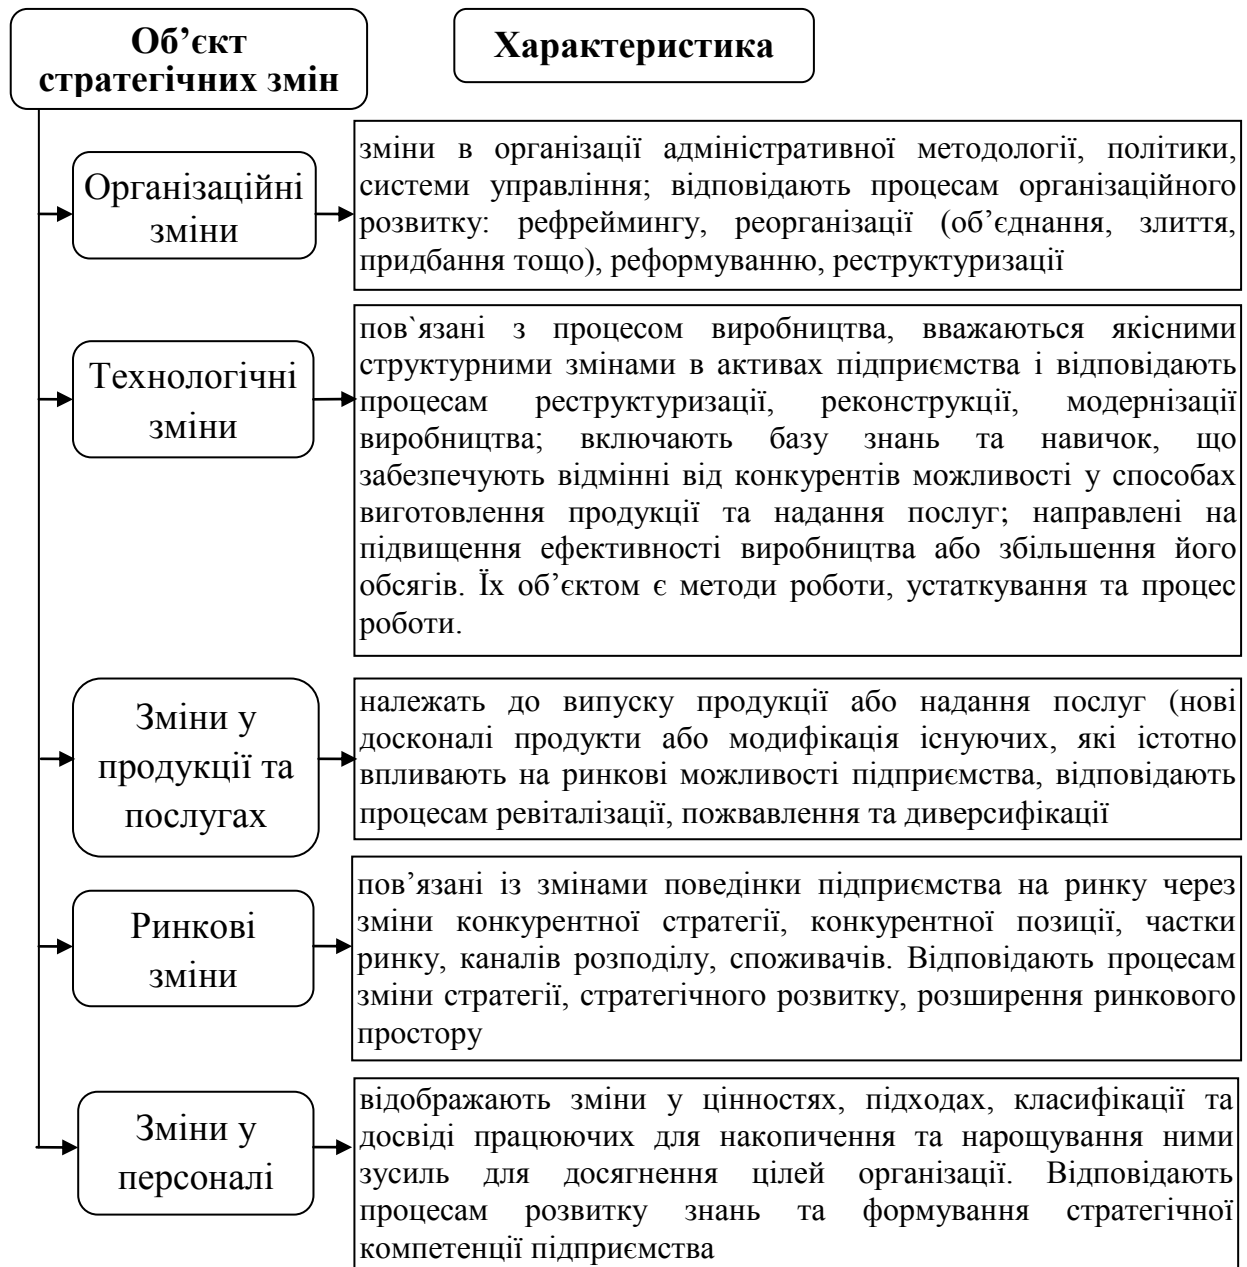 Об’єкт
стратегічних змін
Характеристика
Організаційні
зміни
зміни в організації адміністративної методології, політики,
системи управління; відповідають процесам організаційного
розвитку: рефреймингу, реорганізації (об’єднання, злиття,
придбання тощо), реформуванню, реструктуризації
Технологічні
зміни
пов`язані з процесом виробництва, вважаються якісними
структурними змінами в активах підприємства і відповідають
процесам реструктуризації, реконструкції, модернізації
виробництва; включають базу знань та навичок, що
забезпечують відмінні від конкурентів можливості у способах
виготовлення продукції та надання послуг; направлені на
підвищення ефективності виробництва або збільшення його
обсягів. Їх об’єктом є методи роботи, устаткування та процес
роботи.
Зміни у
продукції та
послугах
належать до випуску продукції або надання послуг (нові
досконалі продукти або модифікація існуючих, які істотно
впливають на ринкові можливості підприємства, відповідають
процесам ревіталізації, пожвавлення та диверсифікації
Ринкові
зміни
пов’язані із змінами поведінки підприємства на ринку через
зміни конкурентної стратегії, конкурентної позиції, частки
ринку, каналів розподілу, споживачів. Відповідають процесам
зміни стратегії, стратегічного розвитку, розширення ринкового
простору
Зміни у
персоналі
відображають зміни у цінностях, підходах, класифікації та
досвіді працюючих для накопичення та нарощування ними
зусиль для досягнення цілей організації. Відповідають
процесам розвитку знань та формування стратегічної
компетенції підприємства